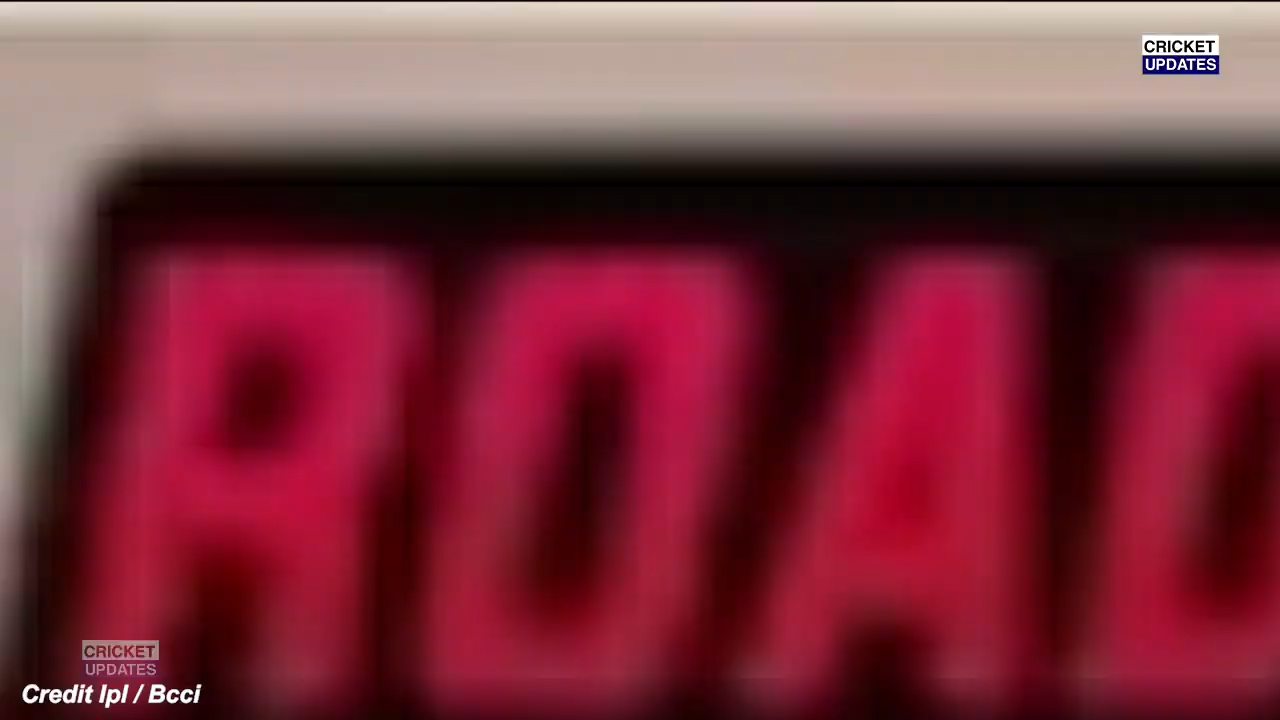 CRICKET
UPDATES
ROAD
CRICKET
UPDATES
Credit Ipl / Bcci